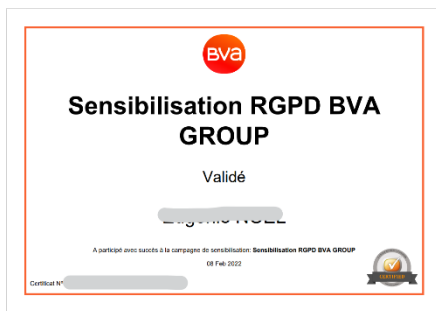 BVa
Sensibilisation RGPD BVA
GROUP
Validé
A participé avec succès à la campagne de sensibilisation: Sensibilisation RGPD BVA GROUP
08 Feb 2022
CERTIFIED
Certificat N°